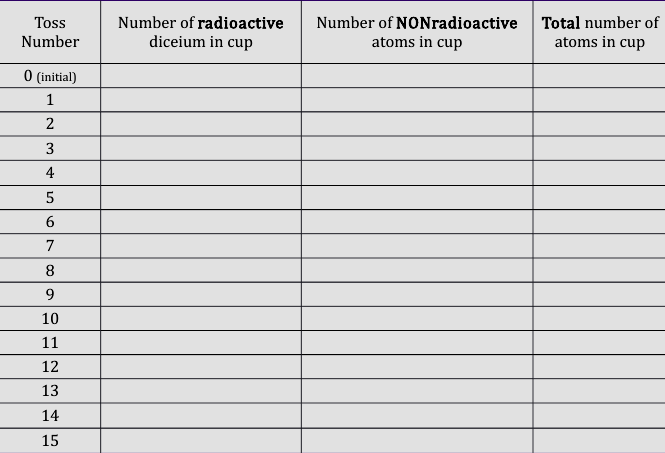 Toss
Number
Number of radioactive
diceium in cup
Number of NONradioactive
atoms in cup
Total number of
atoms in cup
0 (initial)
1
2
3
4
5
6
7
8
9
10
11
12
13
14
15